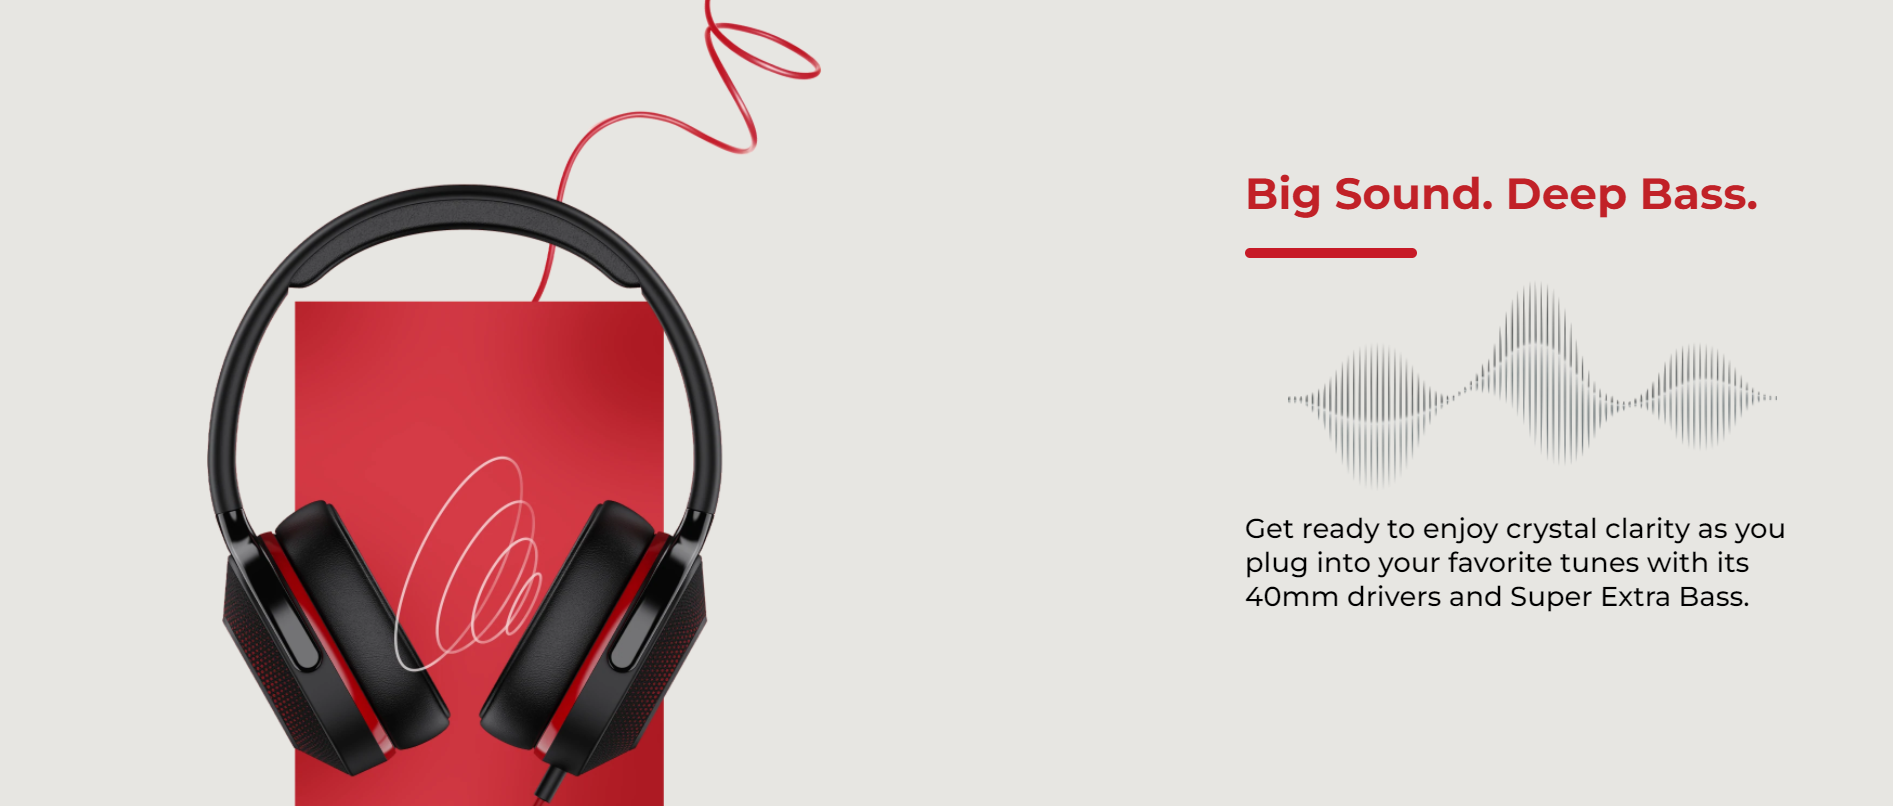 Big Sound. Deep Bass.
Get ready to enjoy crystal clarity as you
plug into your favorite tunes with its
40mm drivers and Super Extra Bass.